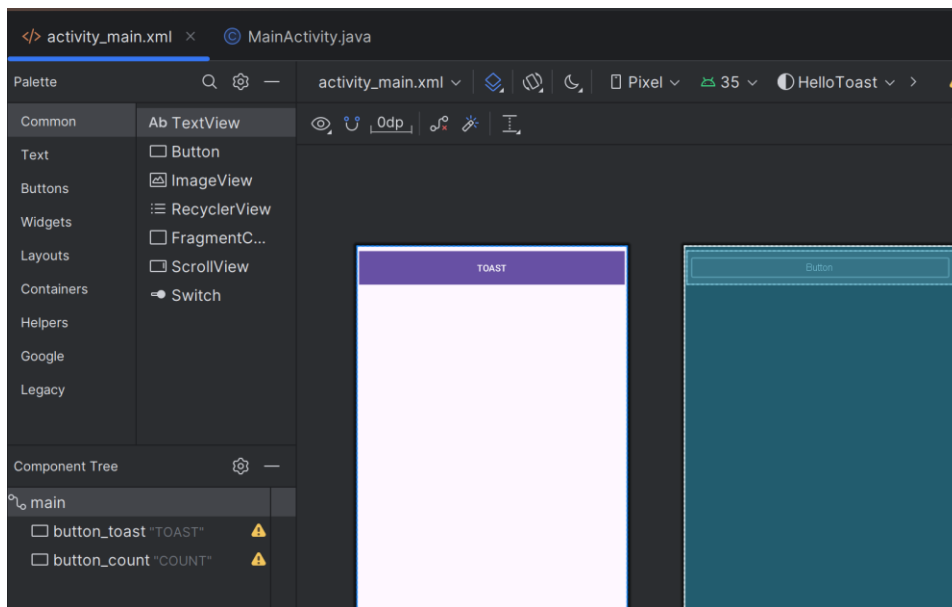 activity_main.xml
MainActivity.java
Palette
activity_main.xml
Pixel
35
HelloToast
Common
Ab TextView
0dp
Text
Button
Buttons
ImageView
Widgets
RecyclerView
Layouts
FragmentC...
Containers
ScrollView
Helpers
Switch
Google
Legacy
TOAST
Button
Component Tree
main
button_toast "TOAST"
button_count "COUNT"